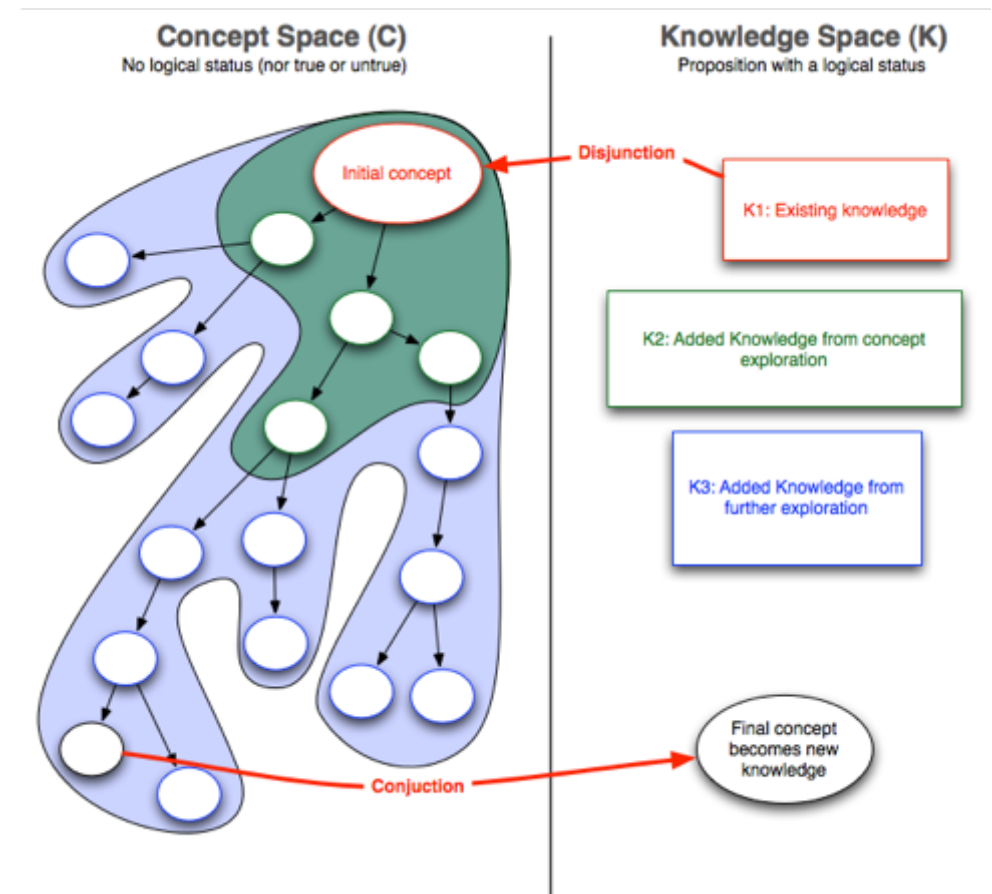 Concept Space (C)
No logical status (nor true or untrue)
Knowledge Space (K)
Proposition with a logical status
Initial concept
Disjunction
K1: Existing knowledge
K2: Added Knowledge from concept
exploration
K3: Added Knowledge from
further exploration
Final concept
becomes new
knowledge
Conjuction